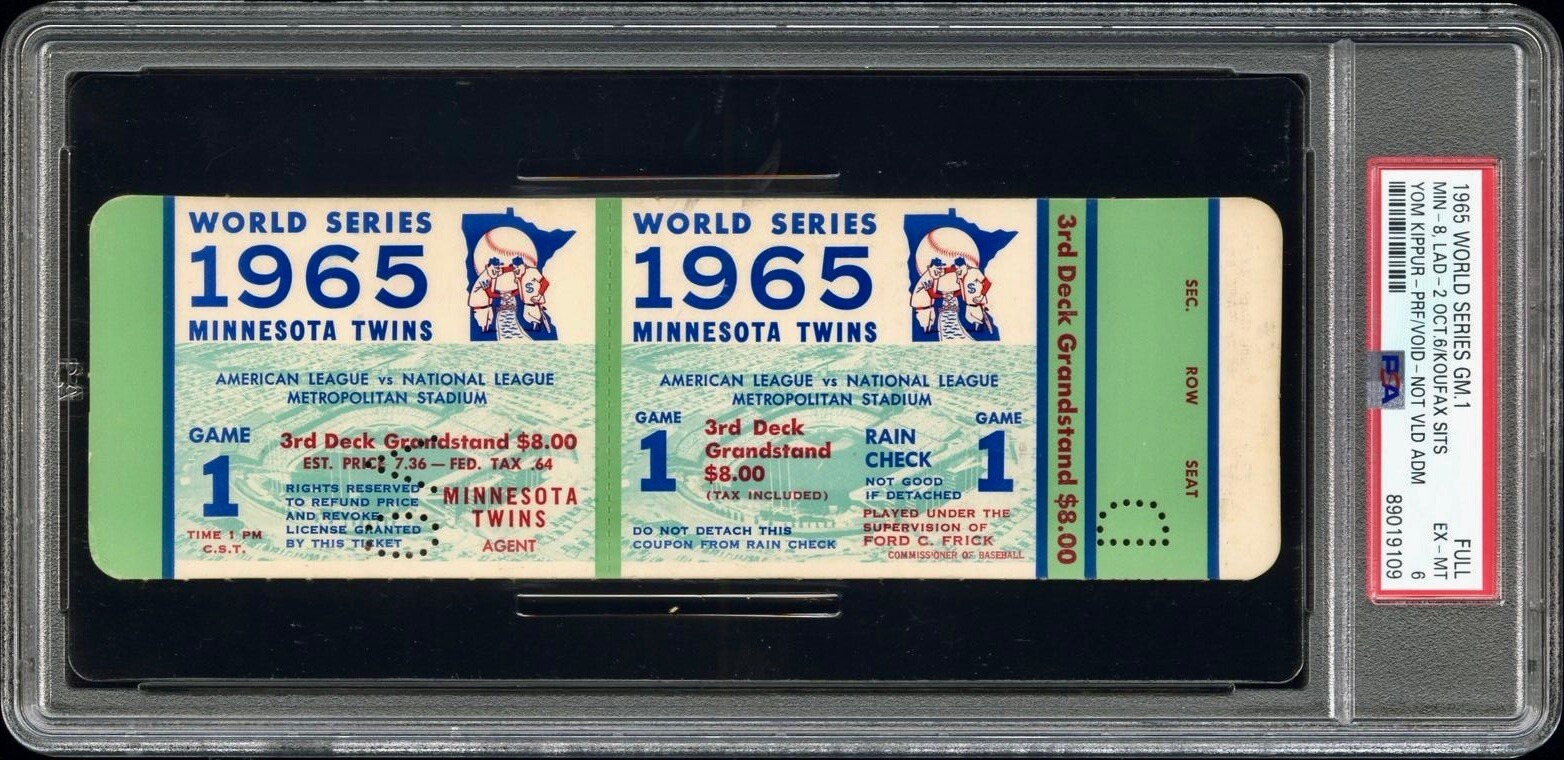 WORLD SERIES
1965
MINNESOTA TWINS
AMERICAN LEAGUE vs NATIONAL LEAGUE
METROPOLITAN STADIUM
GAME
1
TIME 1 PM
C.S.T.
3rd Deck Grandstand $8.00
EST. PRICE 7.36 — FED. TAX .64
RIGHTS RESERVED
TO REFUND PRICE
AND REVOKE
LICENSE GRANTED
BY THIS TICKET
MINNESOTA
TWINS
AGENT
WORLD SERIES
1965
MINNESOTA TWINS
AMERICAN LEAGUE vs NATIONAL LEAGUE
METROPOLITAN STADIUM
GAME
1
3rd Deck
Grandstand
$8.00
(TAX INCLUDED)
RAIN
CHECK
NOT GOOD
IF DETACHED
GAME
1
DO NOT DETACH THIS
COUPON FROM RAIN CHECK
PLAYED UNDER THE
SUPERVISION OF
FORD C. FRICK
COMMISSIONER OF BASEBALL
3rd Deck Grandstand $8.00
SEC. ROW SEAT
1965 WORLD SERIES GM.1 FULL
MIN - 8, LAD - 2 OCT.6/KOUFAX SITS EX - MT
YOM KIPPUR - PRF/VOID - NOT VLD ADM 6
89019109
PSA